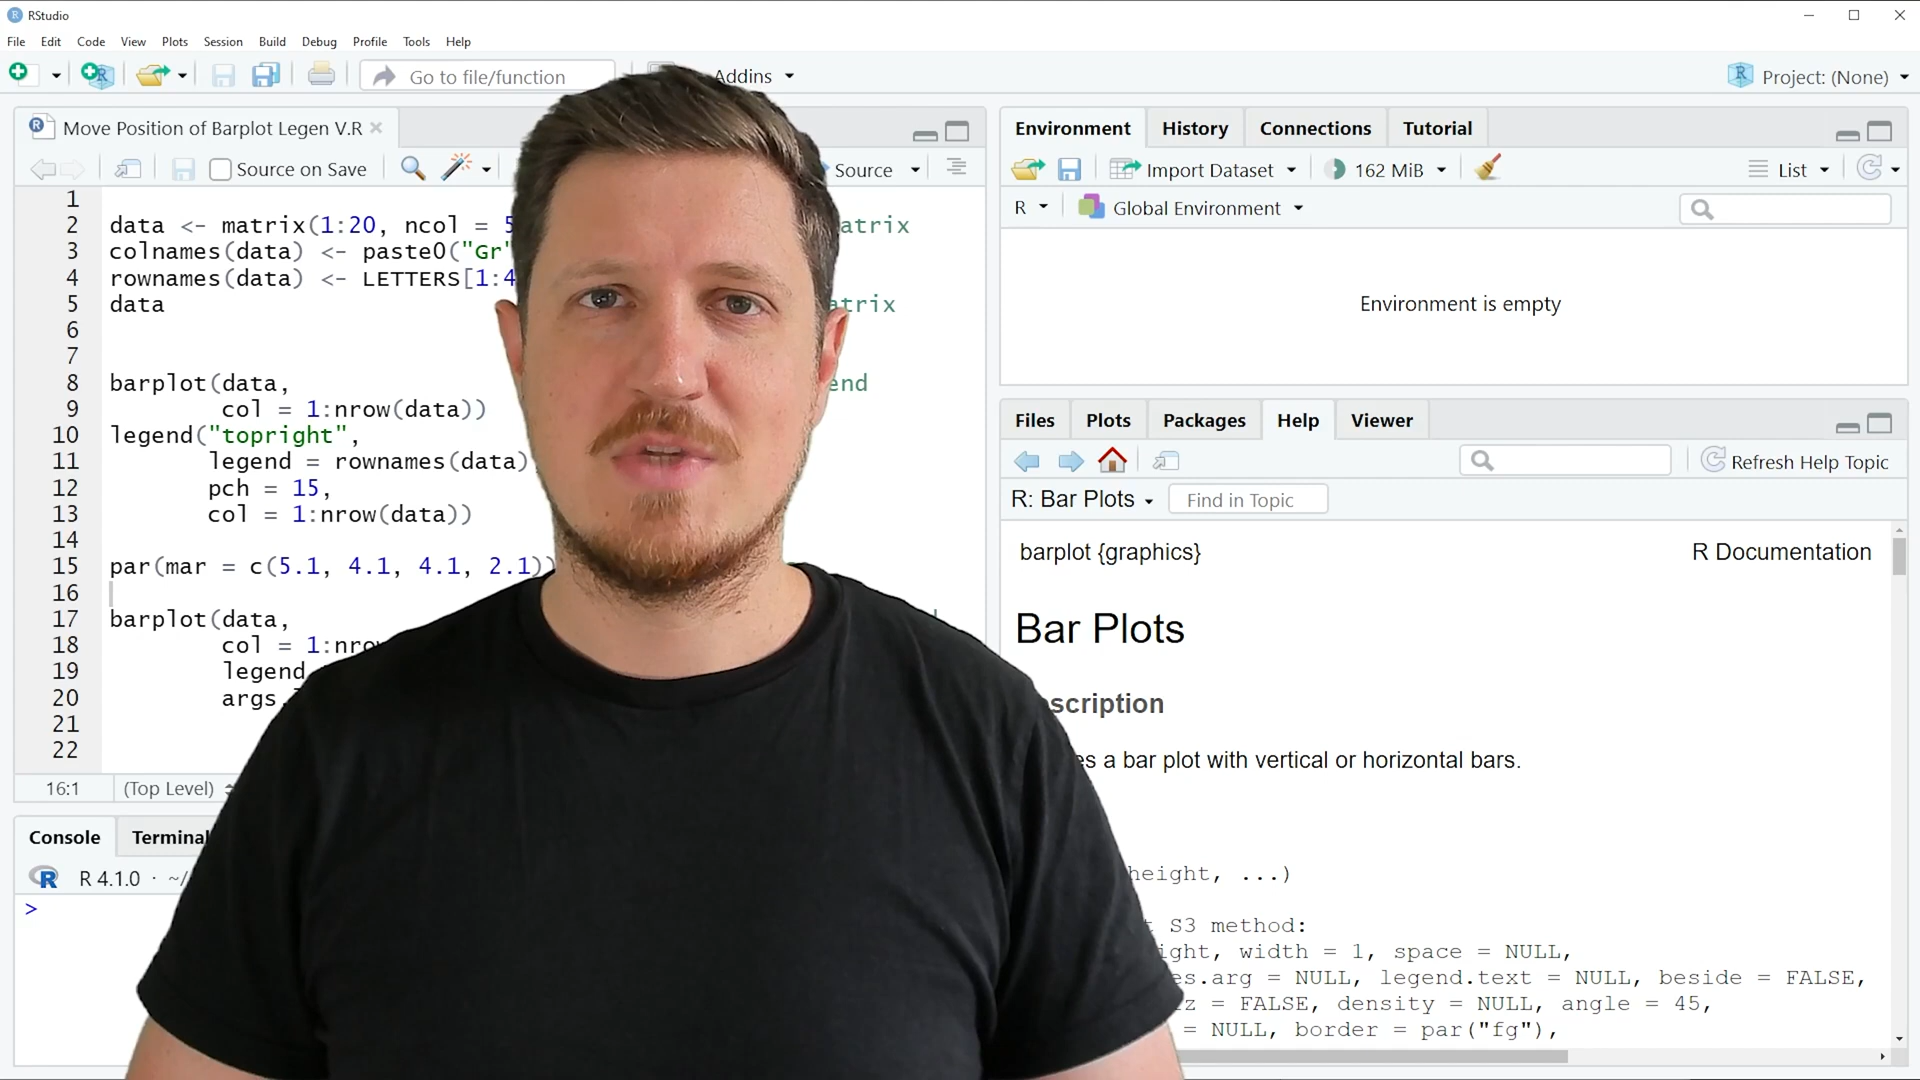 RStudio
File Edit Code View Plots Session Build Debug Profile Tools Help
Go to file/function Addins Project: (None)
Move Position of Barplot Legen V.R
Source on Save Source
1
2 data <- matrix(1:20, ncol = 5
3 colnames(data) <- paste0("Gr"
4 rownames(data) <- LETTERS[1:4
5 data
6
7
8 barplot(data,
9 col = 1:nrow(data))
10 legend("topright",
11 legend = rownames(data)
12 pch = 15,
13 col = 1:nrow(data))
14
15 par(mar = c(5.1, 4.1, 4.1, 2.1))
16
17 barplot(data,
18 col = 1:nro
19 legend
20 args.
21
22
16:1 (Top Level)
Console Terminal
R 4.1.0 · ~/
>
Environment History Connections Tutorial
Import Dataset 162 MiB List
R Global Environment
Environment is empty
Files Plots Packages Help Viewer
Refresh Help Topic
R: Bar Plots Find in Topic
barplot {graphics} R Documentation
Bar Plots
scription
s a bar plot with vertical or horizontal bars.
height, ...)
S3 method:
ight, width = 1, space = NULL,
es.arg = NULL, legend.text = NULL, beside = FALSE,
z = FALSE, density = NULL, angle = 45,
= NULL, border = par("fg"),